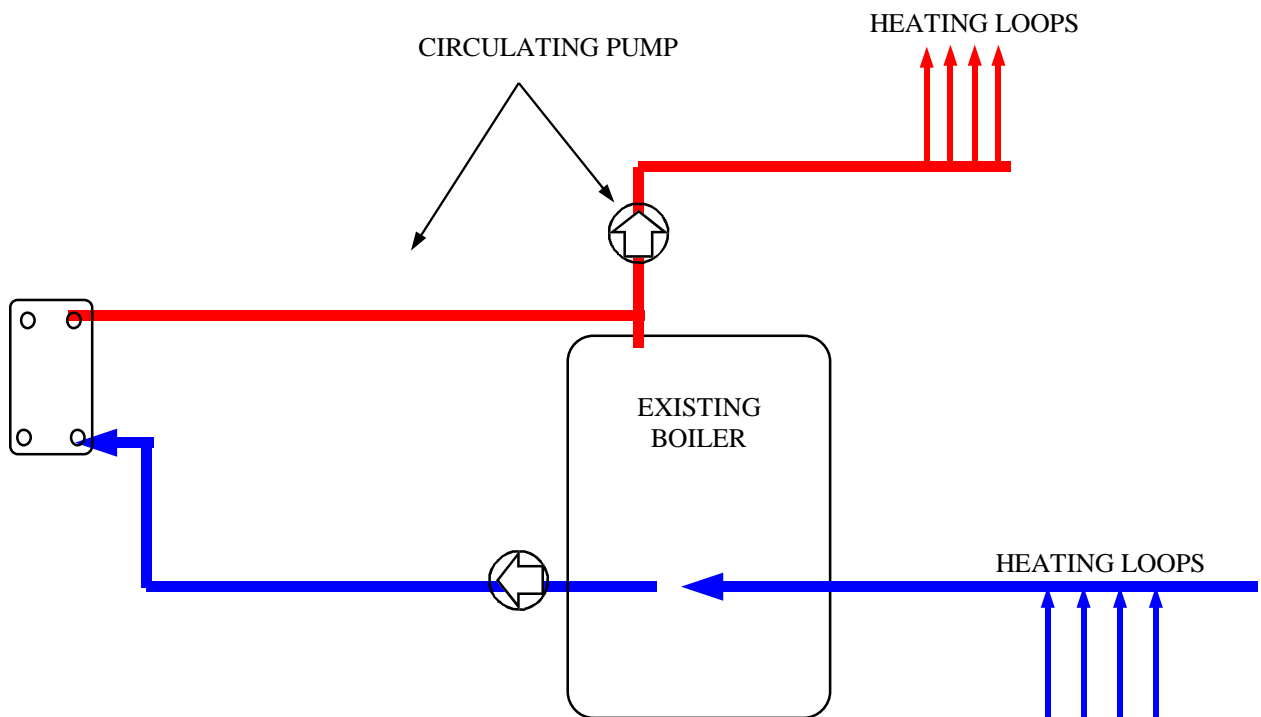 HEATING LOOPS
CIRCULATING PUMP
EXISTING
BOILER
HEATING LOOPS